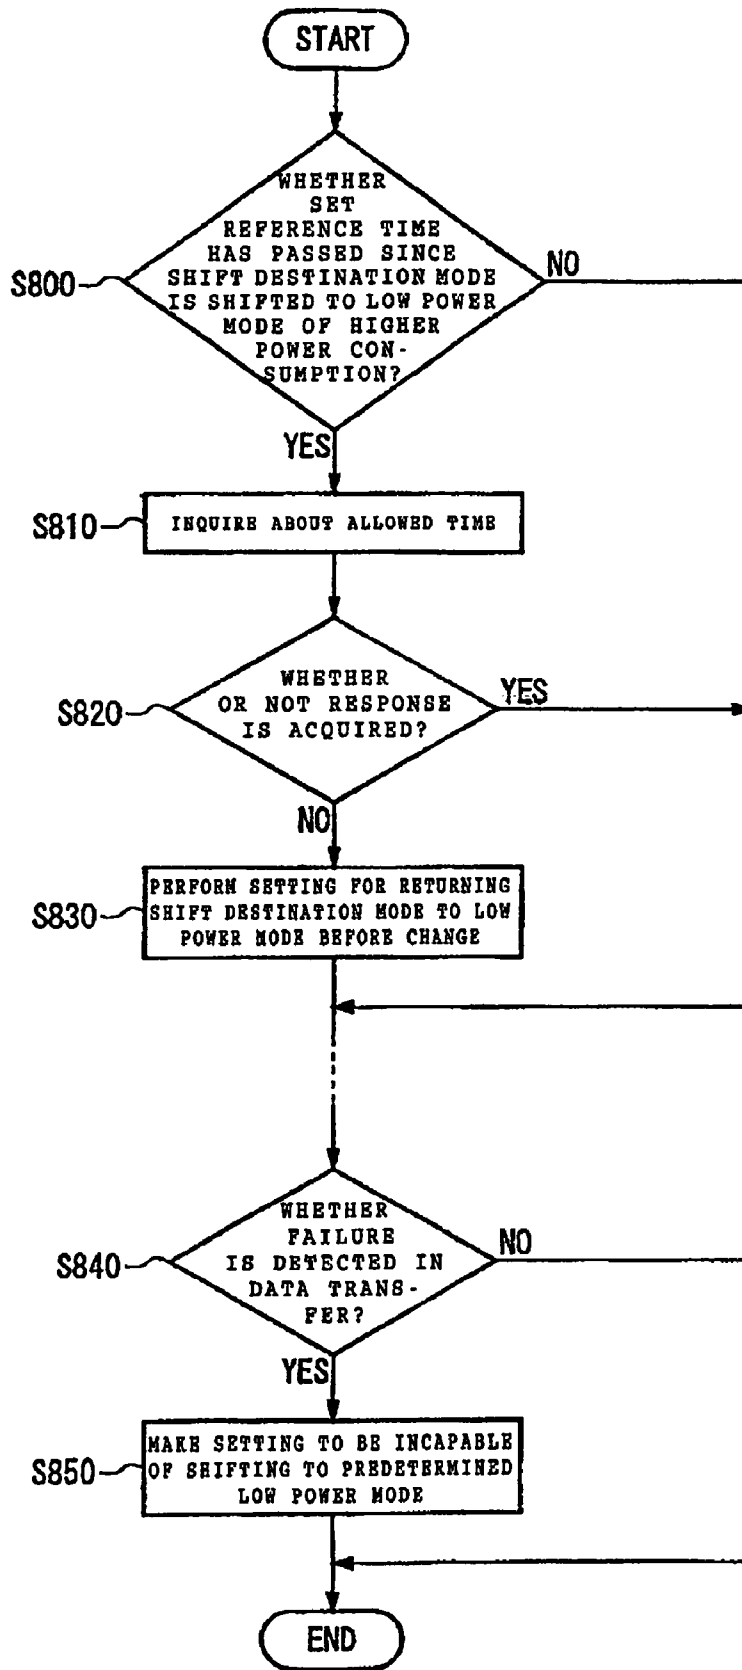 START
WHETHER
SET
REFERENCE TIME
HAS PASSED SINCE
SHIFT DESTINATION MODE
IS SHIFTED TO LOW POWER
MODE OF HIGHER
POWER CON-
SUMPTION?
S800
NO
YES
S810
INQUIRE ABOUT ALLOWED TIME
WHETHER
OR NOT RESPONSE
IS ACQUIRED?
S820
YES
NO
S830
PERFORM SETTING FOR RETURNING
SHIFT DESTINATION MODE TO LOW
POWER MODE BEFORE CHANGE
WHETHER
FAILURE
IS DETECTED IN
DATA TRANS-
FER?
S840
NO
YES
S850
MAKE SETTING TO BE INCAPABLE
OF SHIFTING TO PREDETERMINED
LOW POWER MODE
END